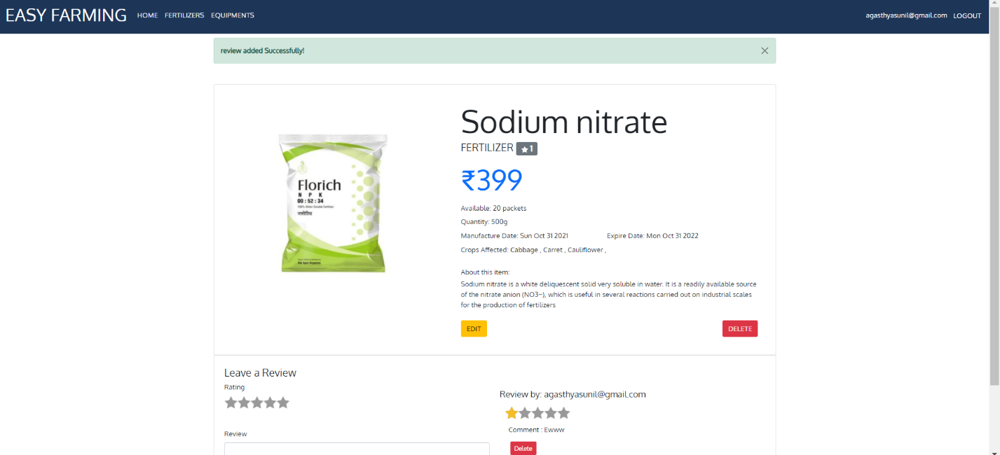 EASY FARMING HOME FERTILIZERS EQUIPMENTS agasthyasunil@gmail.com LOGOUT
review added Successfully!
Sodium nitrate
FERTILIZER ★ 1
₹399
Available: 20 packets
Quantity: 500g
Manufacture Date: Sun Oct 31 2021 Expire Date: Mon Oct 31 2022
Crops Affected: Cabbage , Carret , Cauliflower ,
About this item:
Sodium nitrate is a white deliquescent solid very soluble in water. It is a readily available source
of the nitrate anion (NO3−), which is useful in several reactions carried out on industrial scales
for the production of fertilizers
EDIT DELETE
Florich
N P K
00 : 52 : 34
100% Water Soluble Fertilizer
फ्लोरिच
Leave a Review
Rating
Review
Review by: agasthyasunil@gmail.com
Comment : Ewww
Delete